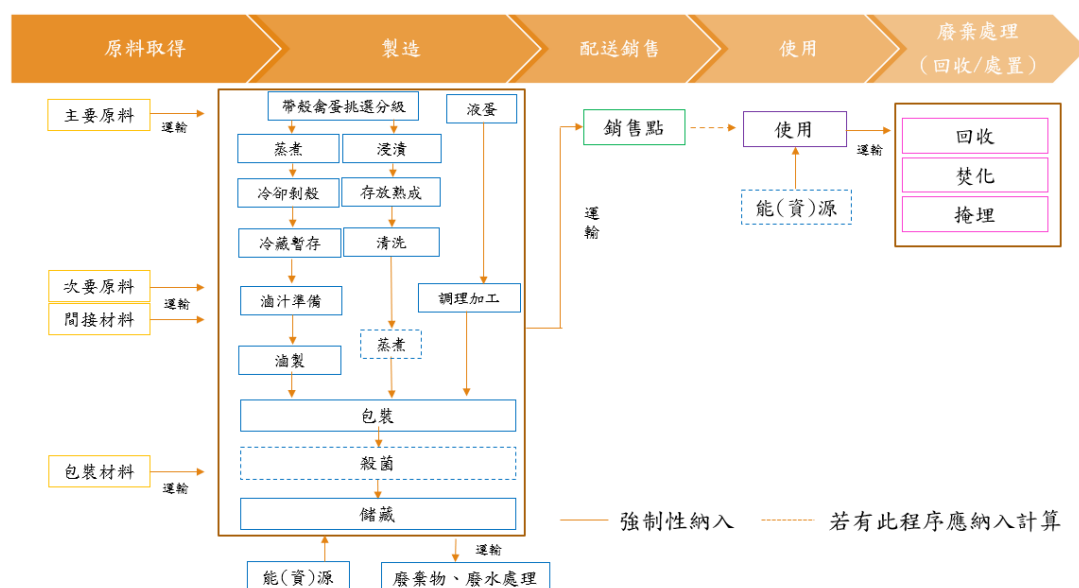 原料取得
製造
配送銷售
使用
廢棄處理
(回收/處置)
主要原料
運輸
次要原料
運輸
間接材料
包裝材料
運輸
帶殼禽蛋挑選分級
液蛋
蒸煮
浸漬
冷卻剝殼
存放熟成
冷藏暫存
清洗
滷汁準備
調理加工
蒸煮
滷製
包裝
殺菌
儲藏
能(資)源
運輸
廢棄物、廢水處理
運
輸
銷售點
使用
能(資)源
運輸
回收
焚化
掩埋
強制性納入
若有此程序應納入計算